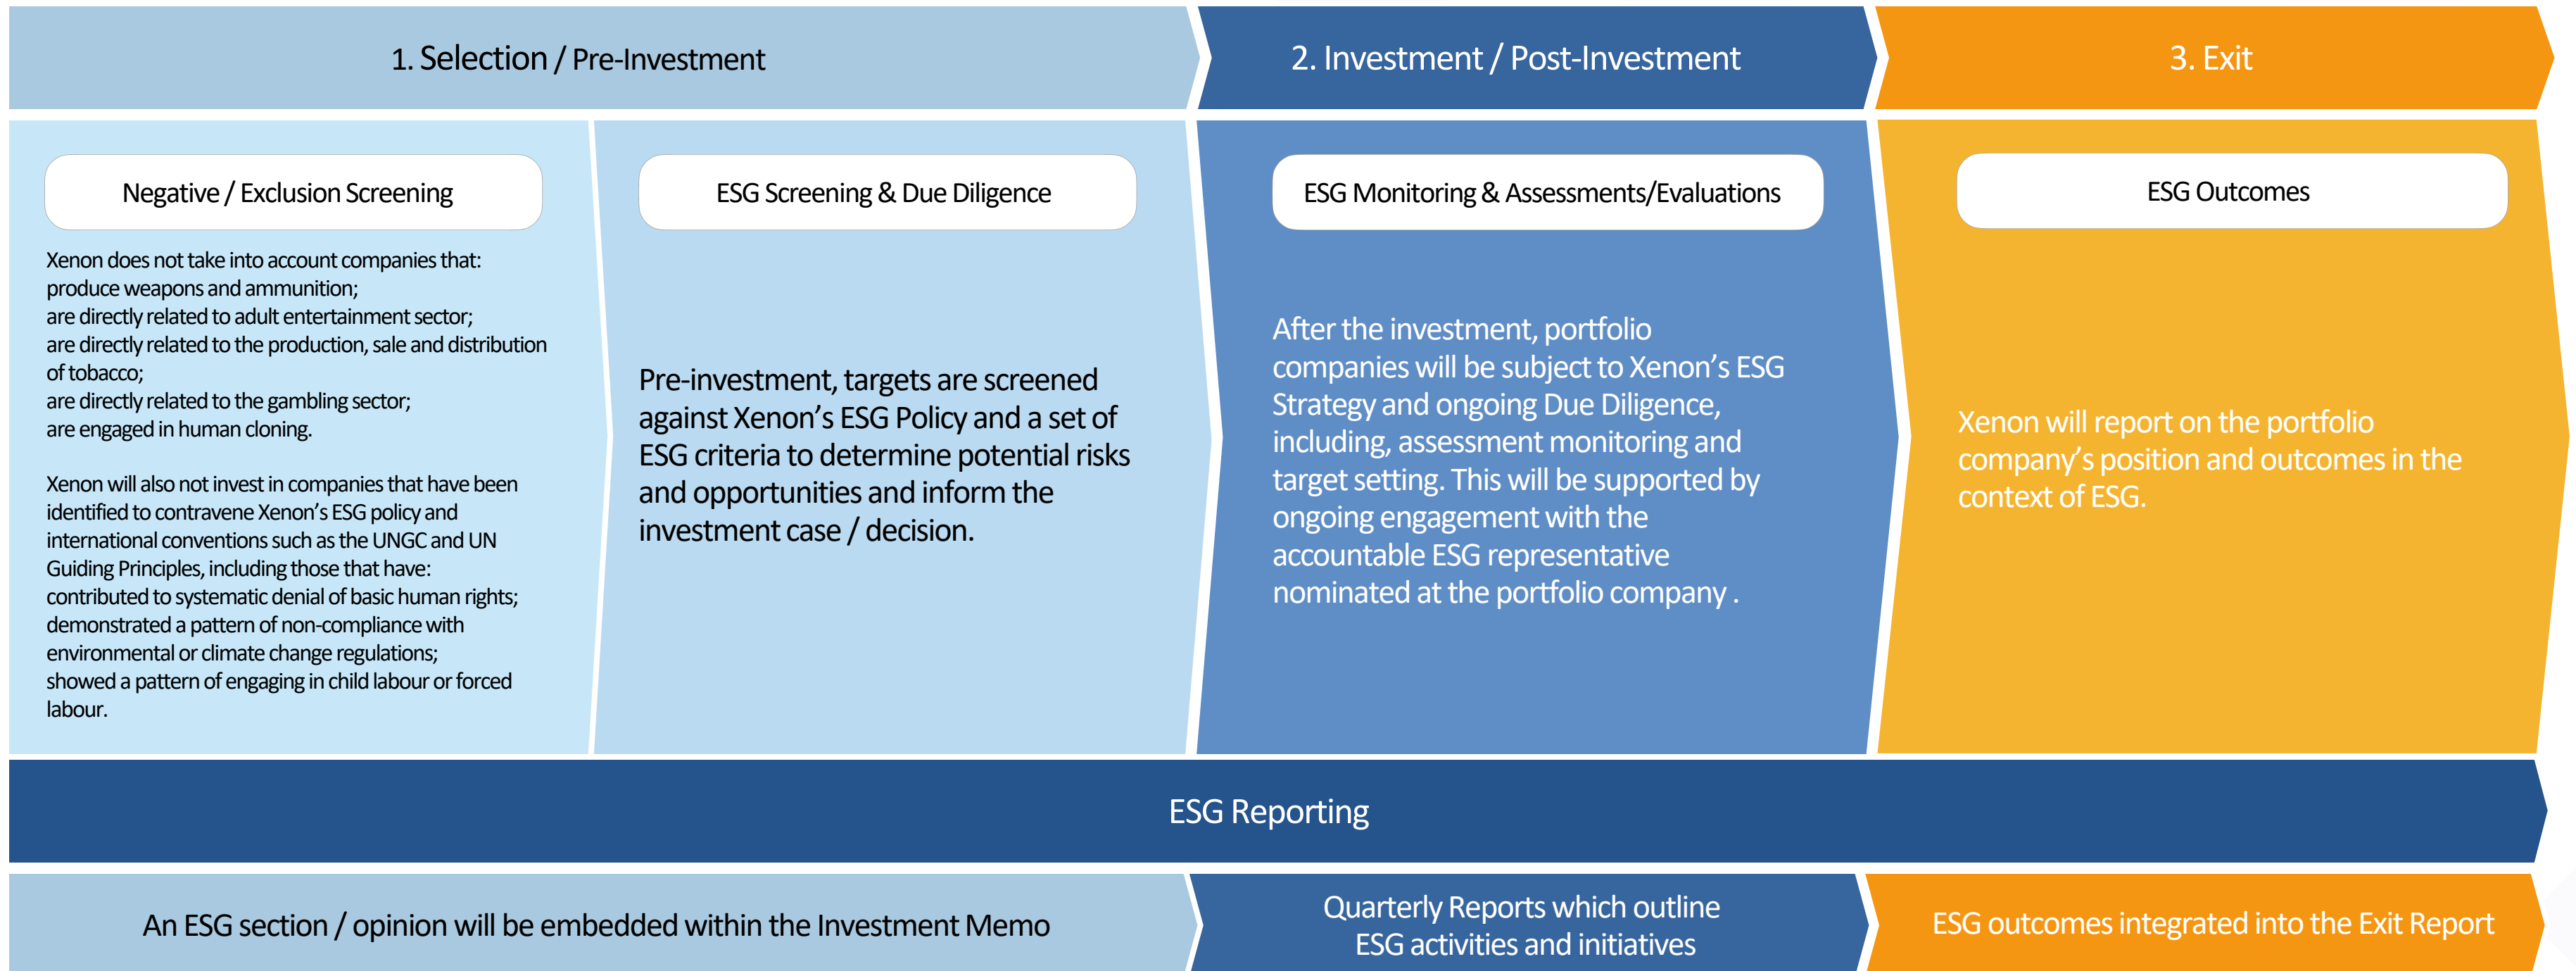 1. Selection / Pre-Investment
2. Investment / Post-Investment
3. Exit
Negative / Exclusion Screening
Xenon does not take into account companies that:
produce weapons and ammunition;
are directly related to adult entertainment sector;
are directly related to the production, sale and distribution
of tobacco;
are directly related to the gambling sector;
are engaged in human cloning.
Xenon will also not invest in companies that have been
identified to contravene Xenon’s ESG policy and
international conventions such as the UNGC and UN
Guiding Principles, including those that have:
contributed to systematic denial of basic human rights;
demonstrated a pattern of non-compliance with
environmental or climate change regulations;
showed a pattern of engaging in child labour or forced
labour.
ESG Screening & Due Diligence
Pre-investment, targets are screened
against Xenon’s ESG Policy and a set of
ESG criteria to determine potential risks
and opportunities and inform the
investment case / decision.
ESG Monitoring & Assessments/Evaluations
After the investment, portfolio
companies will be subject to Xenon’s ESG
Strategy and ongoing Due Diligence,
including, assessment monitoring and
target setting. This will be supported by
ongoing engagement with the
accountable ESG representative
nominated at the portfolio company .
ESG Outcomes
Xenon will report on the portfolio
company’s position and outcomes in the
context of ESG.
ESG Reporting
An ESG section / opinion will be embedded within the Investment Memo
Quarterly Reports which outline
ESG activities and initiatives
ESG outcomes integrated into the Exit Report